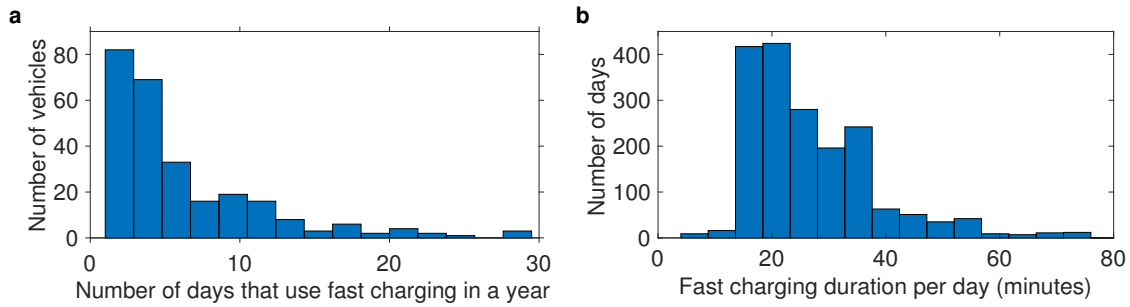 a
Number of vehicles
80
60
40
20
0
0 10 20 30
Number of days that use fast charging in a year
b
Number of days
400
300
200
100
0
0 20 40 60 80
Fast charging duration per day (minutes)